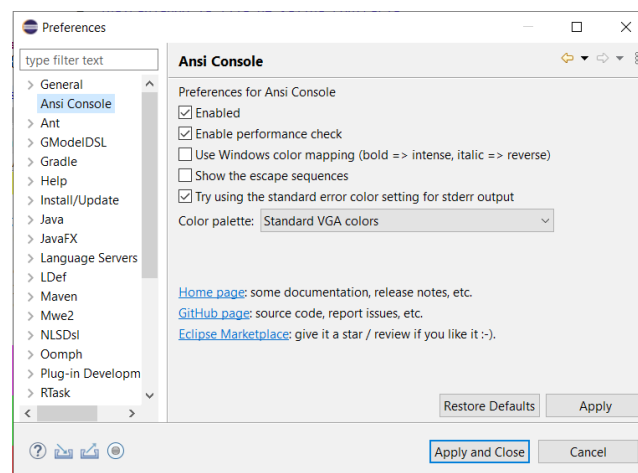 Preferences
type filter text
General
Ansi Console
Ant
GModelDSL
Gradle
Help
Install/Update
Java
JavaFX
Language Servers
LDef
Maven
Mwe2
NLSDsl
Oomph
Plug-in Developm
RTask
Ansi Console
Preferences for Ansi Console
Enabled
Enable performance check
Use Windows color mapping (bold => intense, italic => reverse)
Show the escape sequences
Try using the standard error color setting for stderr output
Color palette: Standard VGA colors
Home page: some documentation, release notes, etc.
GitHub page: source code, report issues, etc.
Eclipse Marketplace: give it a star / review if you like it :-).
Restore Defaults Apply
Apply and Close Cancel